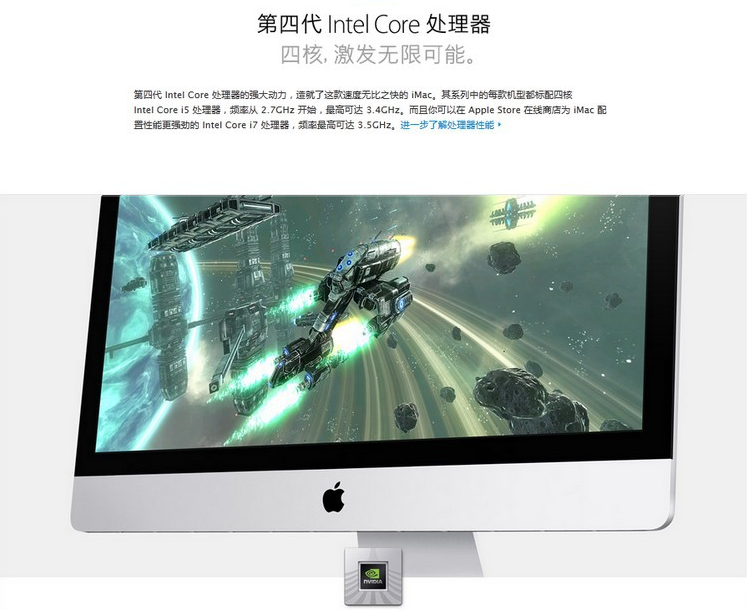 第四代 Intel Core 处理器
四核, 激发无限可能。
第四代 Intel Core 处理器的强大动力，造就了这款速度无比之快的 iMac。其系列中的每款机型都标配四核
Intel Core i5 处理器，频率从 2.7GHz 开始，最高可达 3.4GHz。而且你可以在 Apple Store 在线商店为 iMac 配
置性能更强劲的 Intel Core i7 处理器，频率最高可达 3.5GHz。进一步了解处理器性能
NVIDIA